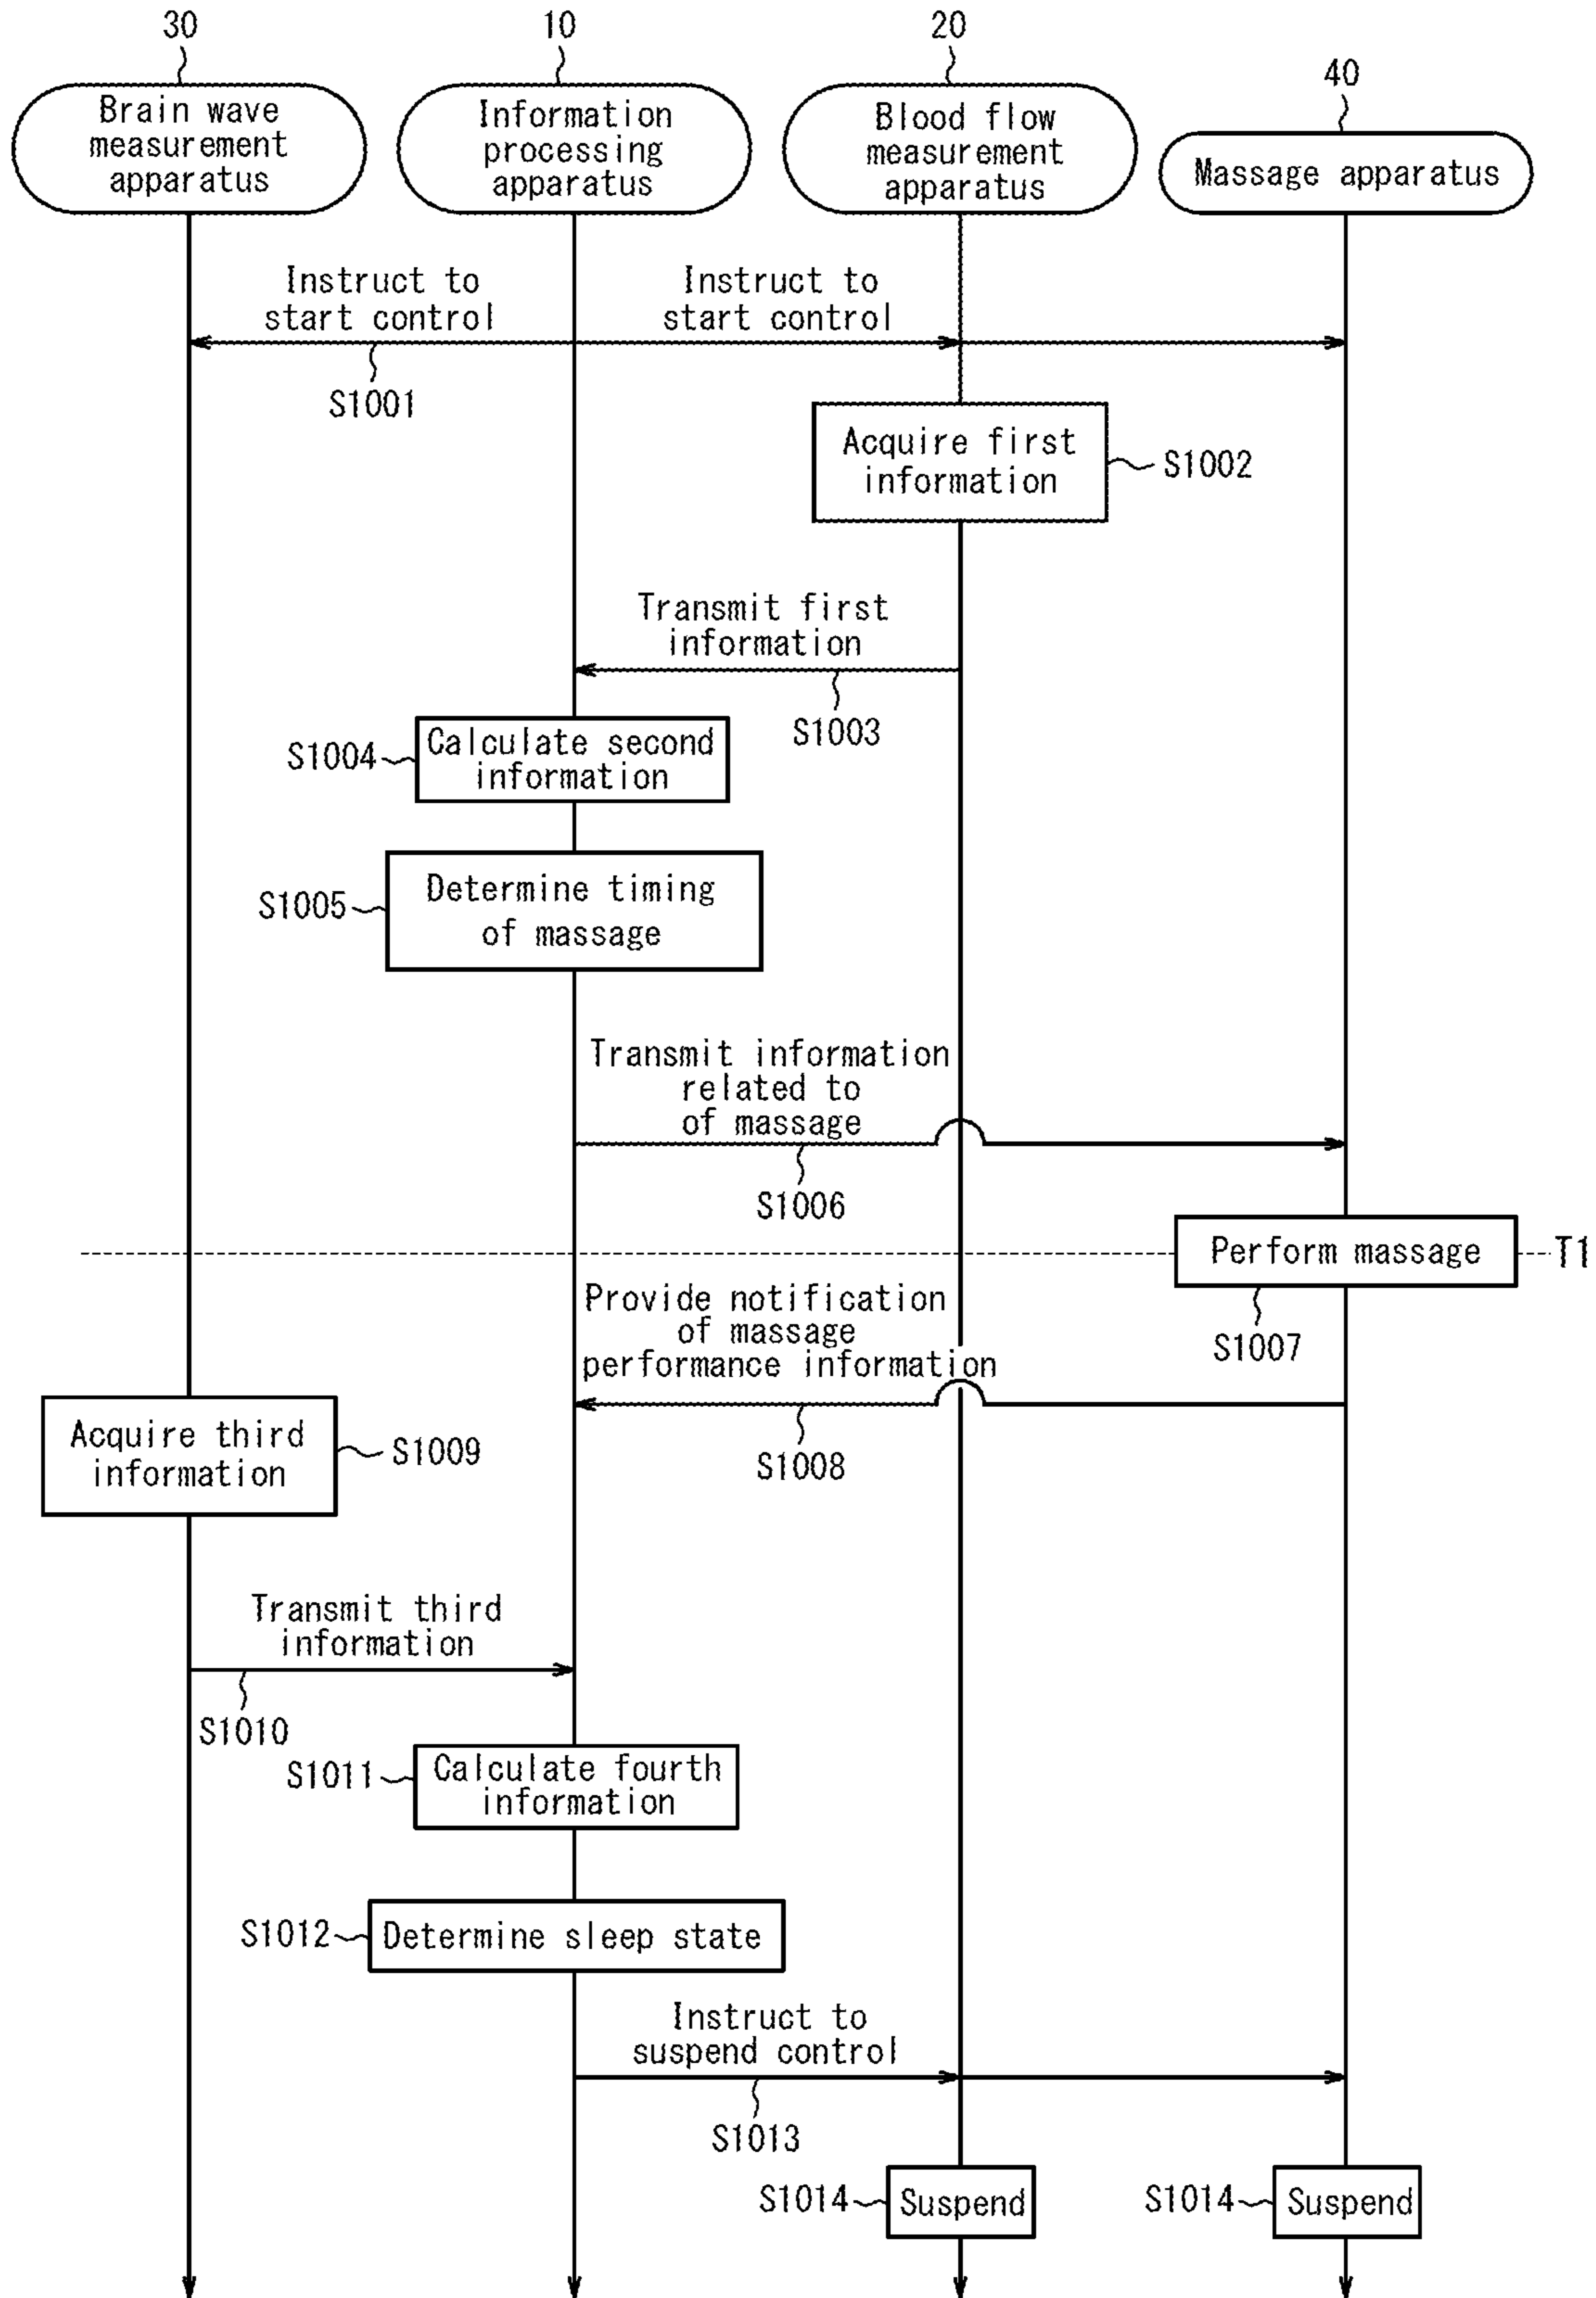 30
10
20
40
Brain wave
measurement
apparatus
Information
processing
apparatus
Blood flow
measurement
apparatus
Massage apparatus
Instruct to
start control
Instruct to
start control
S1001
Acquire first
information
S1002
Transmit first
information
S1003
S1004
Calculate second
information
S1005
Determine timing
of massage
Transmit information
related to
of massage
S1006
Perform massage
T1
S1007
Provide notification
of massage
performance information
S1008
Acquire third
information
S1009
Transmit third
information
S1010
S1011
Calculate fourth
information
S1012
Determine sleep state
Instruct to
suspend control
S1013
S1014
Suspend
S1014
Suspend